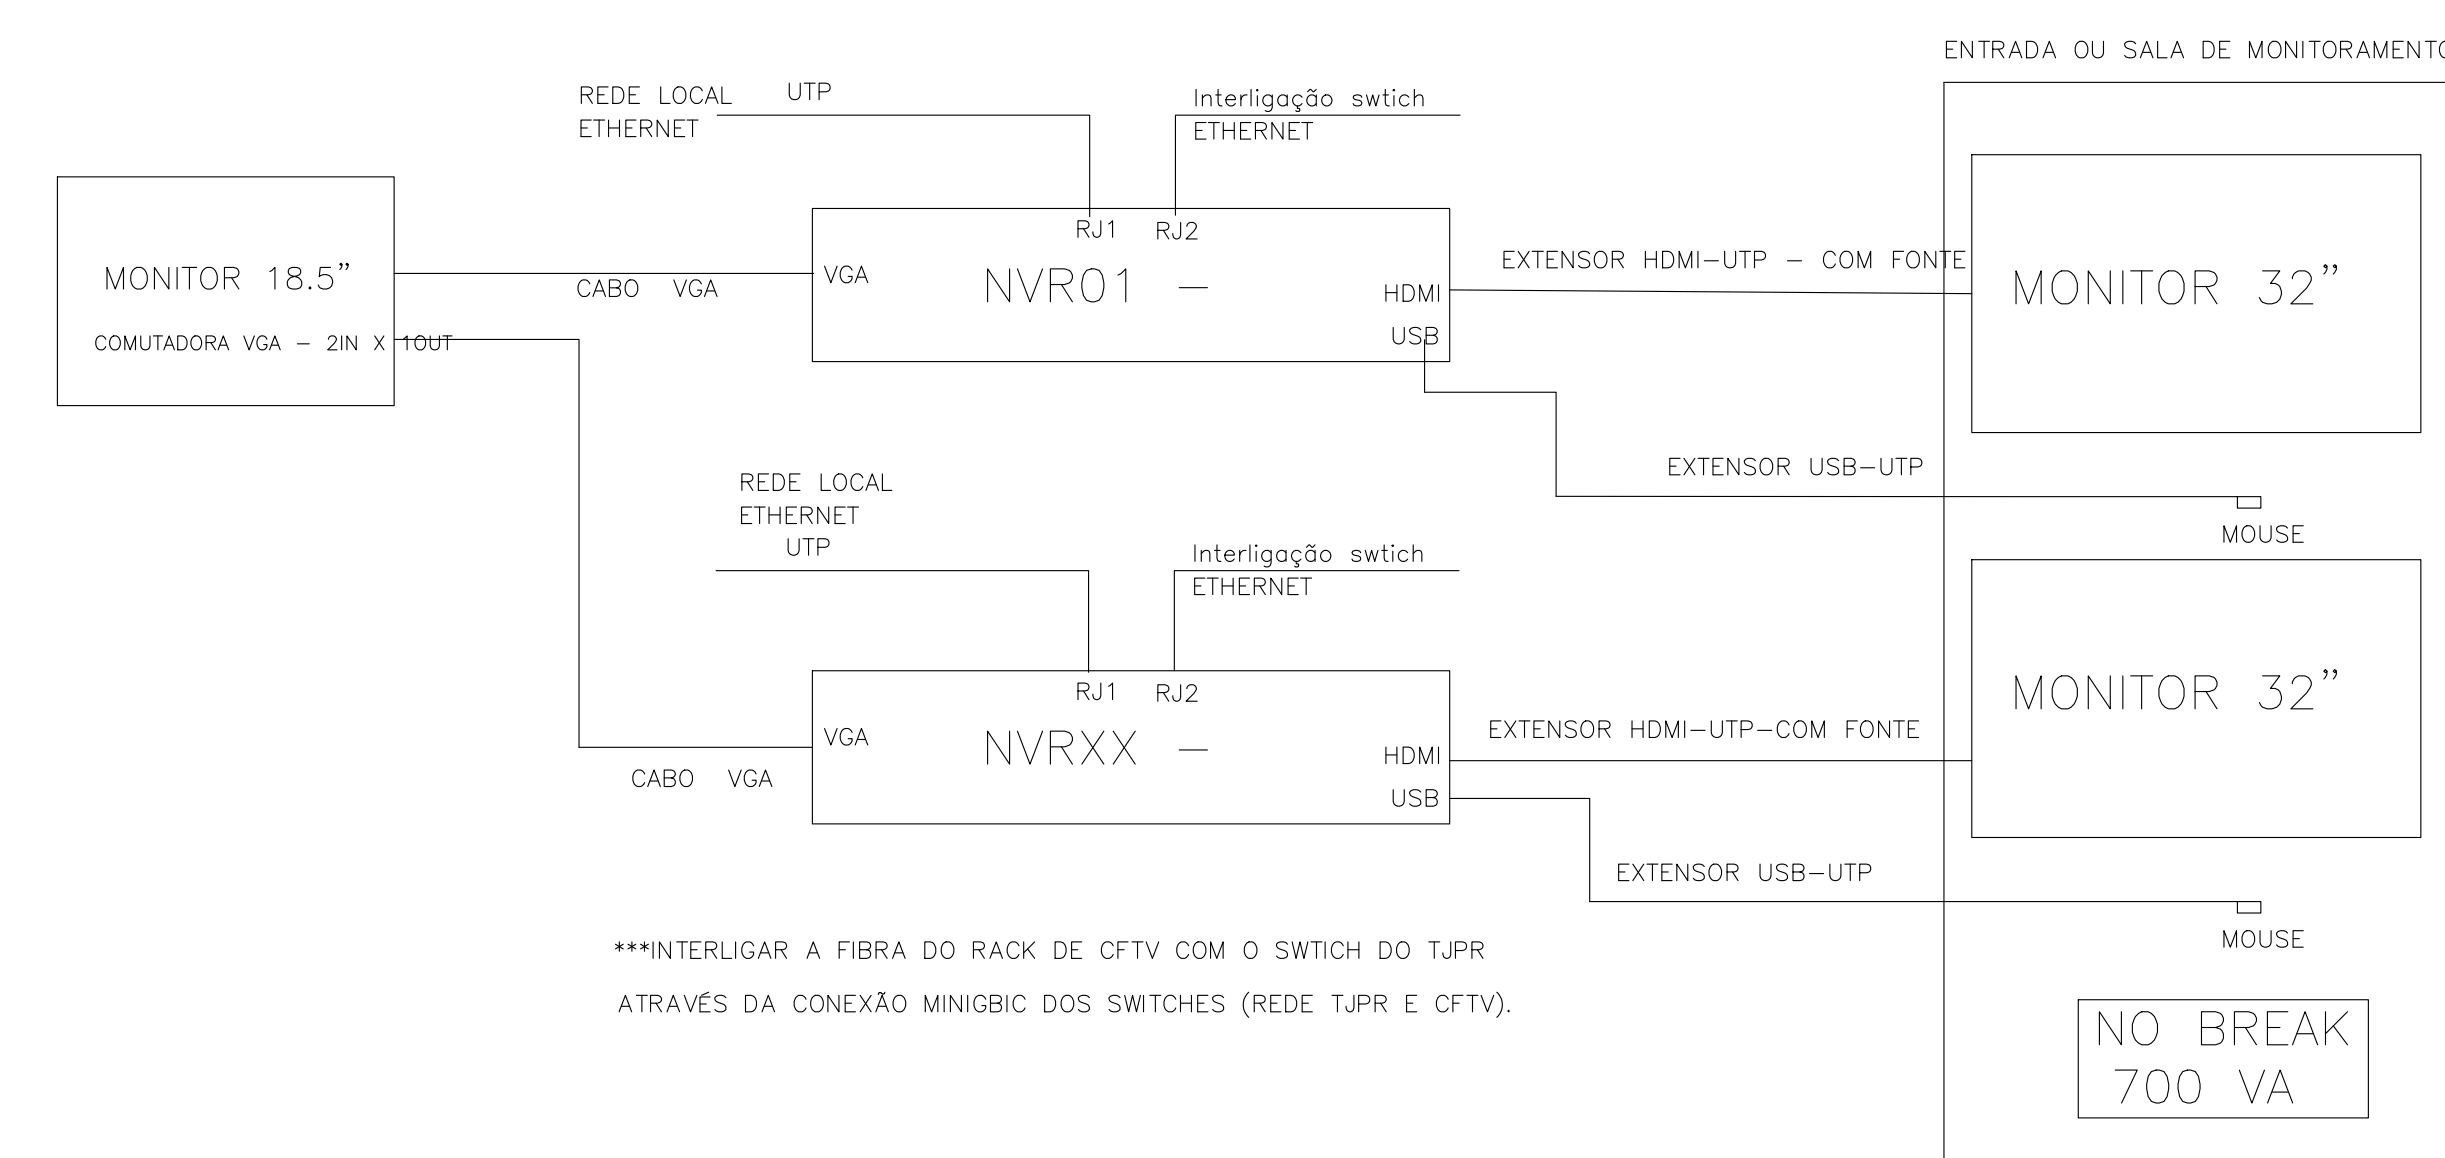 ENTRADA OU SALA DE MONITORAMENTO
REDE LOCAL UTP
ETHERNET
Interligação swtich
ETHERNET
MONITOR 18.5”
COMUTADORA VGA – 2IN X 1OUT
CABO VGA
RJ1 RJ2
VGA
NVR01 –
HDMI
USB
EXTENSOR HDMI–UTP – COM FONTE
MONITOR 32”
EXTENSOR USB–UTP
MOUSE
REDE LOCAL
ETHERNET
UTP
Interligação swtich
ETHERNET
RJ1 RJ2
VGA
NVRXX –
HDMI
USB
CABO VGA
EXTENSOR HDMI–UTP–COM FONTE
MONITOR 32”
EXTENSOR USB–UTP
MOUSE
***INTERLIGAR A FIBRA DO RACK DE CFTV COM O SWTICH DO TJPR
ATRAVÉS DA CONEXÃO MINIGBIC DOS SWITCHES (REDE TJPR E CFTV).
NO BREAK
700 VA